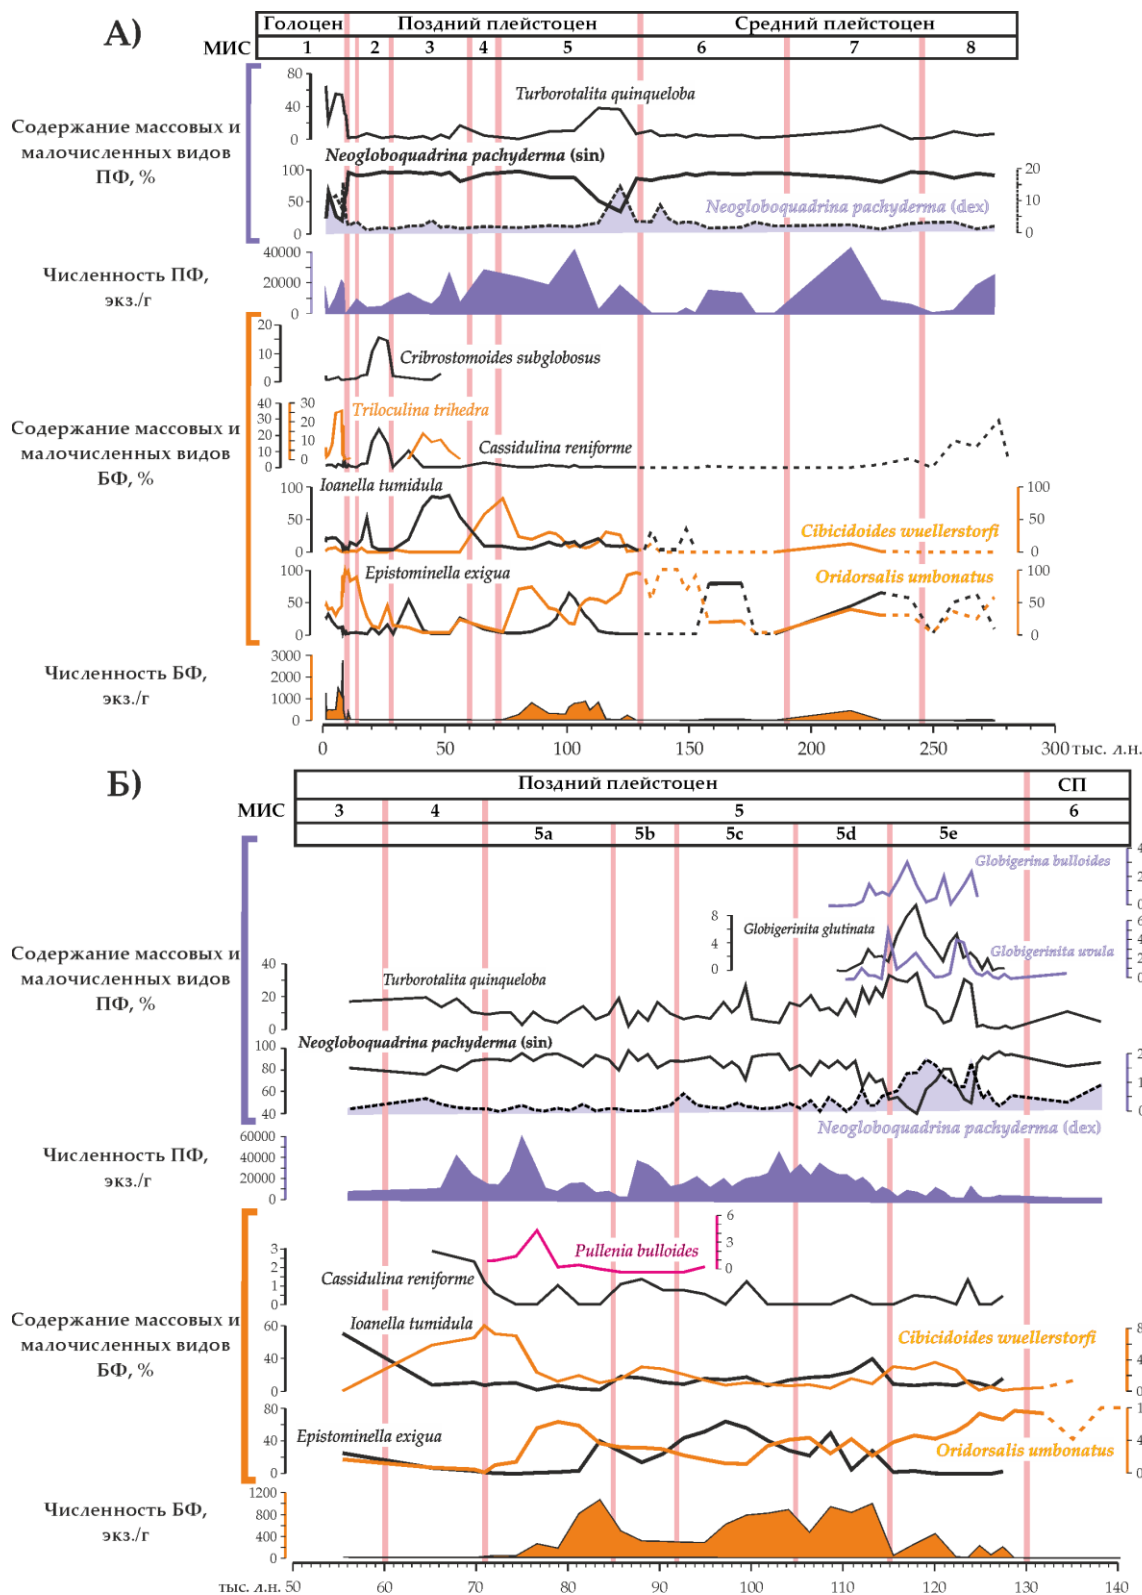 А)
Голоцен Поздний плейстоцен Средний плейстоцен
МИС 1 2 3 4 5 6 7 8
Содержание массовых и
малочисленных видов
ПФ, %
80
40
0
Turborotalita quinqueloba
Neogloboquadrina pachyderma (sin)
100
50
0
Neogloboquadrina pachyderma (dex)
20
10
0
Численность ПФ,
экз./г
40000
20000
0
Содержание массовых и
малочисленных видов
БФ, %
20
10
0
Cribrostomoides subglobosus
40
30
20
10
0
30
20
10
0
Triloculina trihedra
Cassidulina reniforme
Ioanella tumidula
100
50
0
Cibicidoides wuellerstorfi
100
50
0
Epistominella exigua
100
50
0
Oridorsalis umbonatus
100
50
0
Численность БФ,
экз./г
3000
2000
1000
0
0 50 100 150 200 250 300 тыс. л.н.
Б)
Поздний плейстоцен СП
МИС 3 4 5 6
5a 5b 5c 5d 5e
Содержание массовых и
малочисленных видов
ПФ, %
Globigerina bulloides
4
2
0
8
4
0
Globigerinita glutinata
Globigerinita uvula
6
4
2
0
40
20
0
Turborotalita quinqueloba
Neogloboquadrina pachyderma (sin)
100
80
60
40
Neogloboquadrina pachyderma (dex)
Численность ПФ,
экз./г
60000
40000
20000
0
Содержание массовых и
малочисленных видов
БФ, %
Pullenia bulloides
6
3
0
3
2
1
0
Cassidulina reniforme
Ioanella tumidula
60
40
0
Cibicidoides wuellerstorfi
8
4
0
80
40
0
Epistominella exigua
Oridorsalis umbonatus
Численность БФ,
экз./г
1200
800
400
0
тыс. л.н. 50 60 70 80 90 100 110 120 130 140